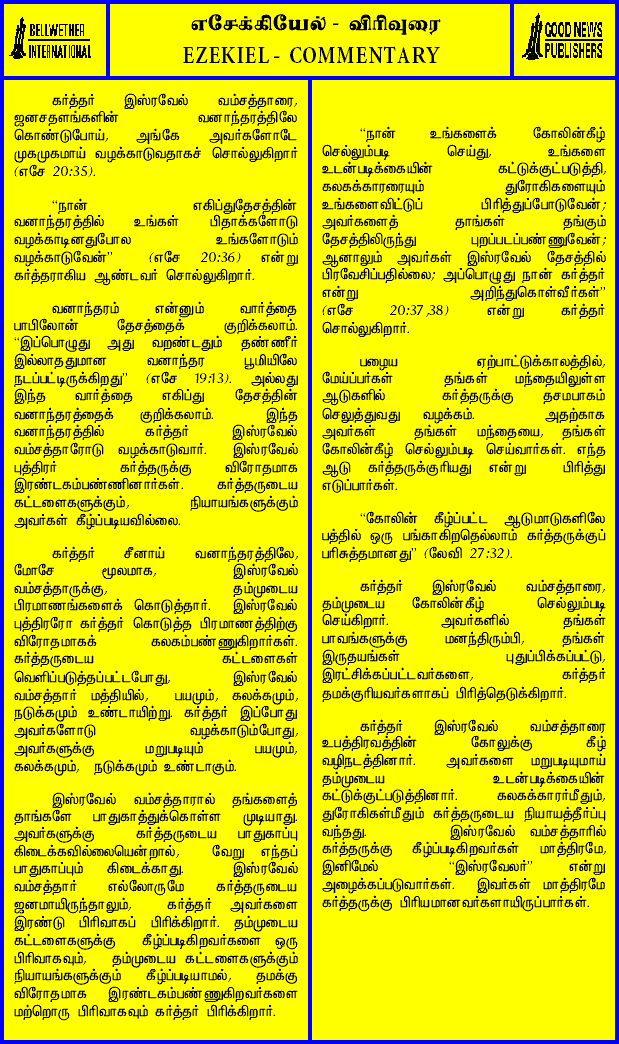 BELLWETHER
INTERNATIONAL
எசேக்கியேல் - விரிவுரை
EZEKIEL - COMMENTARY
GOOD NEWS
PUBLISHERS
கர்த்தர் இஸ்ரவேல் வம்சத்தாரை,
ஜனசதளங்களின் வனாந்தரத்திலே
கொண்டுபோய், அங்கே அவர்களோடே
முகமுகமாய் வழக்காடுவதாகச் சொல்லுகிறார்
(எசே 20:35).
“நான் எகிப்துதேசத்தின்
வனாந்தரத்தில் உங்கள் பிதாக்களோடு
வழக்காடினதுபோல உங்களோடும்
வழக்காடுவேன்” (எசே 20:36) என்று
கர்த்தராகிய ஆண்டவர் சொல்லுகிறார்.
வனாந்தரம் என்னும் வார்த்தை
பாபிலோன் தேசத்தைக் குறிக்கலாம்.
“இப்பொழுது அது வறண்டதும் தண்ணீர்
இல்லாததுமான வனாந்தர பூமியிலே
நடப்பட்டிருக்கிறது” (எசே 19:13). அல்லது
இந்த வார்த்தை எகிப்து தேசத்தின்
வனாந்தரத்தைக் குறிக்கலாம். இந்த
வனாந்தரத்தில் கர்த்தர் இஸ்ரவேல்
வம்சத்தாரோடு வழக்காடுவார். இஸ்ரவேல்
புத்திரர் கர்த்தருக்கு விரோதமாக
இரண்டகம்பண்ணினார்கள். கர்த்தருடைய
கட்டளைகளுக்கும், நியாயங்களுக்கும்
அவர்கள் கீழ்ப்படியவில்லை.
கர்த்தர் சீனாய் வனாந்தரத்திலே,
மோசே மூலமாக, இஸ்ரவேல்
வம்சத்தாருக்கு, தம்முடைய
பிரமாணங்களைக் கொடுத்தார். இஸ்ரவேல்
புத்திரரோ கர்த்தர் கொடுத்த பிரமாணத்திற்கு
விரோதமாகக் கலகம்பண்ணுகிறார்கள்.
கர்த்தருடைய கட்டளைகள்
வெளிப்படுத்தப்பட்டபோது, இஸ்ரவேல்
வம்சத்தார் மத்தியில், பயமும், கலக்கமும்,
நடுக்கமும் உண்டாயிற்று. கர்த்தர் இப்போது
அவர்களோடு வழக்காடும்போது,
அவர்களுக்கு மறுபடியும் பயமும்,
கலக்கமும், நடுக்கமும் உண்டாகும்.
இஸ்ரவேல் வம்சத்தாரால் தங்களைத்
தாங்களே பாதுகாத்துக்கொள்ள முடியாது.
அவர்களுக்கு கர்த்தருடைய பாதுகாப்பு
கிடைக்கவில்லையென்றால், வேறு எந்தப்
பாதுகாப்பும் கிடைக்காது. இஸ்ரவேல்
வம்சத்தார் எல்லோருமே கர்த்தருடைய
ஜனமாயிருந்தாலும், கர்த்தர் அவர்களை
இரண்டு பிரிவாகப் பிரிக்கிறார். தம்முடைய
கட்டளைகளுக்கு கீழ்ப்படிகிறவர்களை ஒரு
பிரிவாகவும், தம்முடைய கட்டளைகளுக்கும்
நியாயங்களுக்கும் கீழ்ப்படியாமல், தமக்கு
விரோதமாக இரண்டகம்பண்ணுகிறவர்களை
மற்றொரு பிரிவாகவும் கர்த்தர் பிரிக்கிறார்.
“நான் உங்களைக் கோலின்கீழ்
செல்லும்படி செய்து, உங்களை
உடன்படிக்கையின் கட்டுக்குட்படுத்தி,
கலகக்காரரையும் துரோகிகளையும்
உங்களைவிட்டுப் பிரித்துப்போடுவேன்;
அவர்களைத் தாங்கள் தங்கும்
தேசத்திலிருந்து புறப்படப்பண்ணுவேன்;
ஆனாலும் அவர்கள் இஸ்ரவேல் தேசத்தில்
பிரவேசிப்பதில்லை; அப்பொழுது நான் கர்த்தர்
என்று அறிந்துகொள்வீர்கள்”
(எசே 20:37,38) என்று கர்த்தர்
சொல்லுகிறார்.
பழைய ஏற்பாட்டுக்காலத்தில்,
மேய்ப்பர்கள் தங்கள் மந்தையிலுள்ள
ஆடுகளில் கர்த்தருக்கு தசமபாகம்
செலுத்துவது வழக்கம். அதற்காக
அவர்கள் தங்கள் மந்தையை, தங்கள்
கோலின்கீழ் செல்லும்படி செய்வார்கள். எந்த
ஆடு கர்த்தருக்குரியது என்று பிரித்து
எடுப்பார்கள்.
“கோலின் கீழ்ப்பட்ட ஆடுமாடுகளிலே
பத்தில் ஒரு பங்காகிறதெல்லாம் கர்த்தருக்குப்
பரிசுத்தமானது” (லேவி 27:32).
கர்த்தர் இஸ்ரவேல் வம்சத்தாரை,
தம்முடைய கோலின்கீழ் செல்லும்படி
செய்கிறார். அவர்களில் தங்கள்
பாவங்களுக்கு மனந்திரும்பி, தங்கள்
இருதயங்கள் புதுப்பிக்கப்பட்டு,
இரட்சிக்கப்பட்டவர்களை, கர்த்தர்
தமக்குரியவர்களாகப் பிரித்தெடுக்கிறார்.
கர்த்தர் இஸ்ரவேல் வம்சத்தாரை
உபத்திரவத்தின் கோலுக்கு கீழ்
வழிநடத்தினார். அவர்களை மறுபடியுமாய்
தம்முடைய உடன்படிக்கையின்
கட்டுக்குட்படுத்தினார். கலகக்காரர்மீதும்,
துரோகிகள்மீதும் கர்த்தருடைய நியாயத்தீர்ப்பு
வந்தது. இஸ்ரவேல் வம்சத்தாரில்
கர்த்தருக்கு கீழ்ப்படிகிறவர்கள் மாத்திரமே,
இனிமேல் “இஸ்ரவேலர்” என்று
அழைக்கப்படுவார்கள். இவர்கள் மாத்திரமே
கர்த்தருக்கு பிரியமானவர்களாயிருப்பார்கள்.